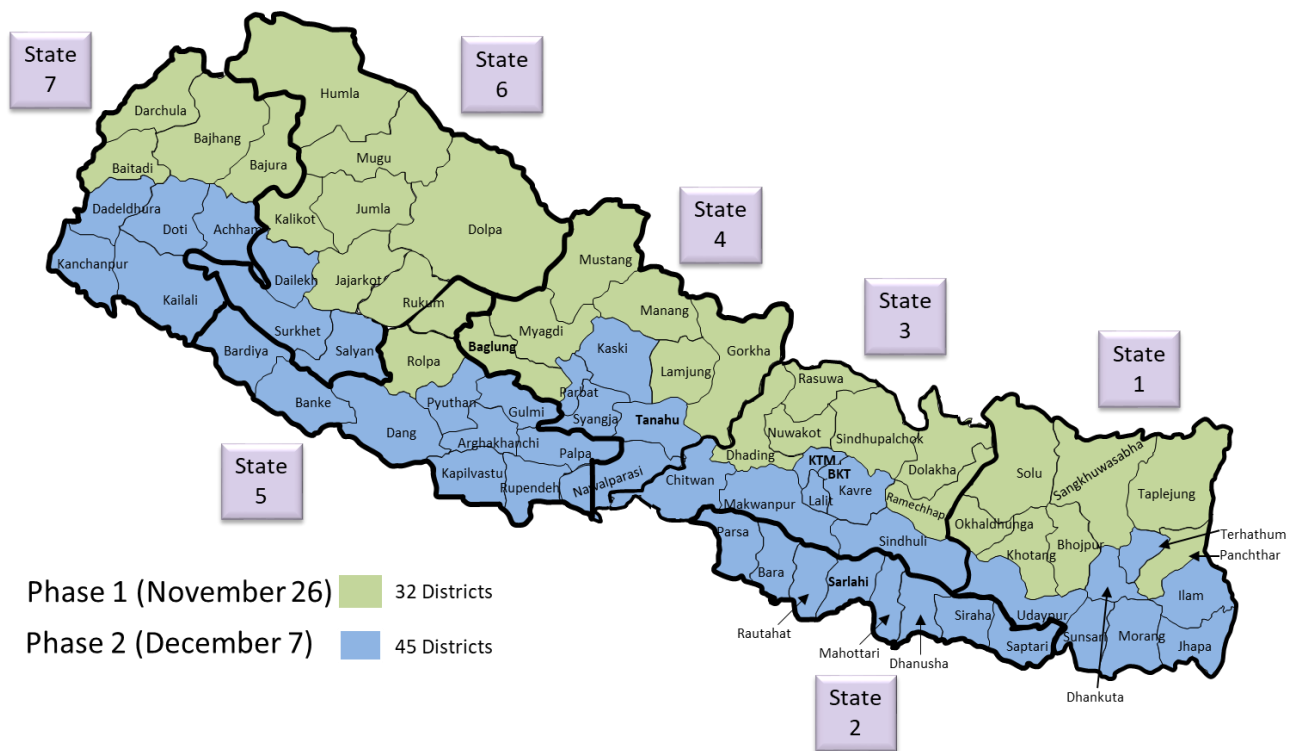 State
7
State
6
State
4
State
3
State
1
State
5
State
2
Humla
Darchula
Bajhang
Mugu
Baitadi
Bajura
Dadeldhura
Kalikot
Jumla
Doti
Achham
Dolpa
Kanchanpur
Dailekh
Jajarkot
Mustang
Kailali
Rukum
Manang
Surkhet
Myagdi
Bardiya
Salyan
Rolpa
Baglung
Kaski
Gorkha
Lamjung
Rasuwa
Banke
Pyuthan
Parbat
Gulmi
Syangja
Tanahu
Dang
Arghakhanchi
Palpa
Nuwakot
Sindhupalchok
Dhading
KTM
BKT
Dolakha
Kapilvastu
Rupendeh
Nawalparasi
Chitwan
Makwanpur
Lalit
Kavre
Ramechhap
Solu
Sangkhuwasabha
Taplejung
Okhaldhunga
Khotang
Bhojpur
Terhathum
Panchthar
Parsa
Sindhuli
Bara
Sarlahi
Ilam
Siraha
Udaypur
Rautahat
Mahottari
Dhanusha
Saptari
Sunsari
Morang
Jhapa
Dhankuta
Phase 1 (November 26)
32 Districts
Phase 2 (December 7)
45 Districts